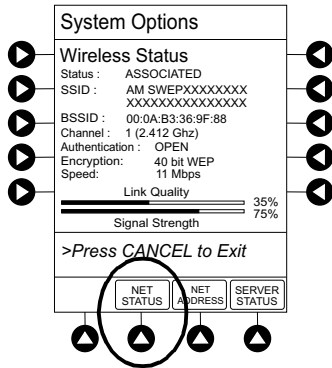 System Options
Wireless Status
Status : ASSOCIATED
SSID : AM SWEPXXXXXXXX
XXXXXXXXXXXXXXX
BSSID : 00:0A:B3:36:9F:88
Channel : 1 (2.412 Ghz)
Authentication : OPEN
Encryption: 40 bit WEP
Speed: 11 Mbps
Link Quality
35%
75%
Signal Strength
>Press CANCEL to Exit
NET STATUS
NET ADDRESS
SERVER STATUS